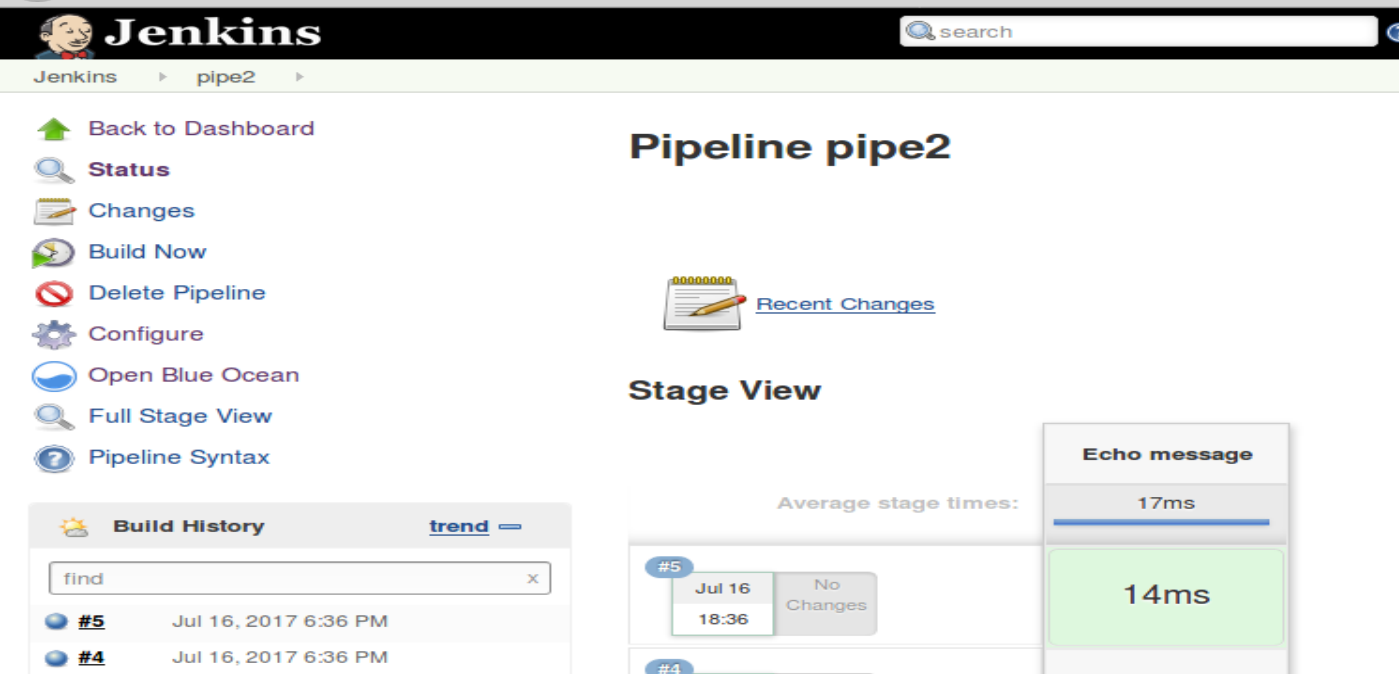 Jenkins
search
Jenkins pipe2
Back to Dashboard
Status
Changes
Build Now
Delete Pipeline
Configure
Open Blue Ocean
Full Stage View
Pipeline Syntax
Build History trend
find x
#5 Jul 16, 2017 6:36 PM
#4 Jul 16, 2017 6:36 PM
Pipeline pipe2
Recent Changes
Stage View
Echo message
Average stage times: 17ms
#5
Jul 16
18:36
No
Changes
14ms
#4